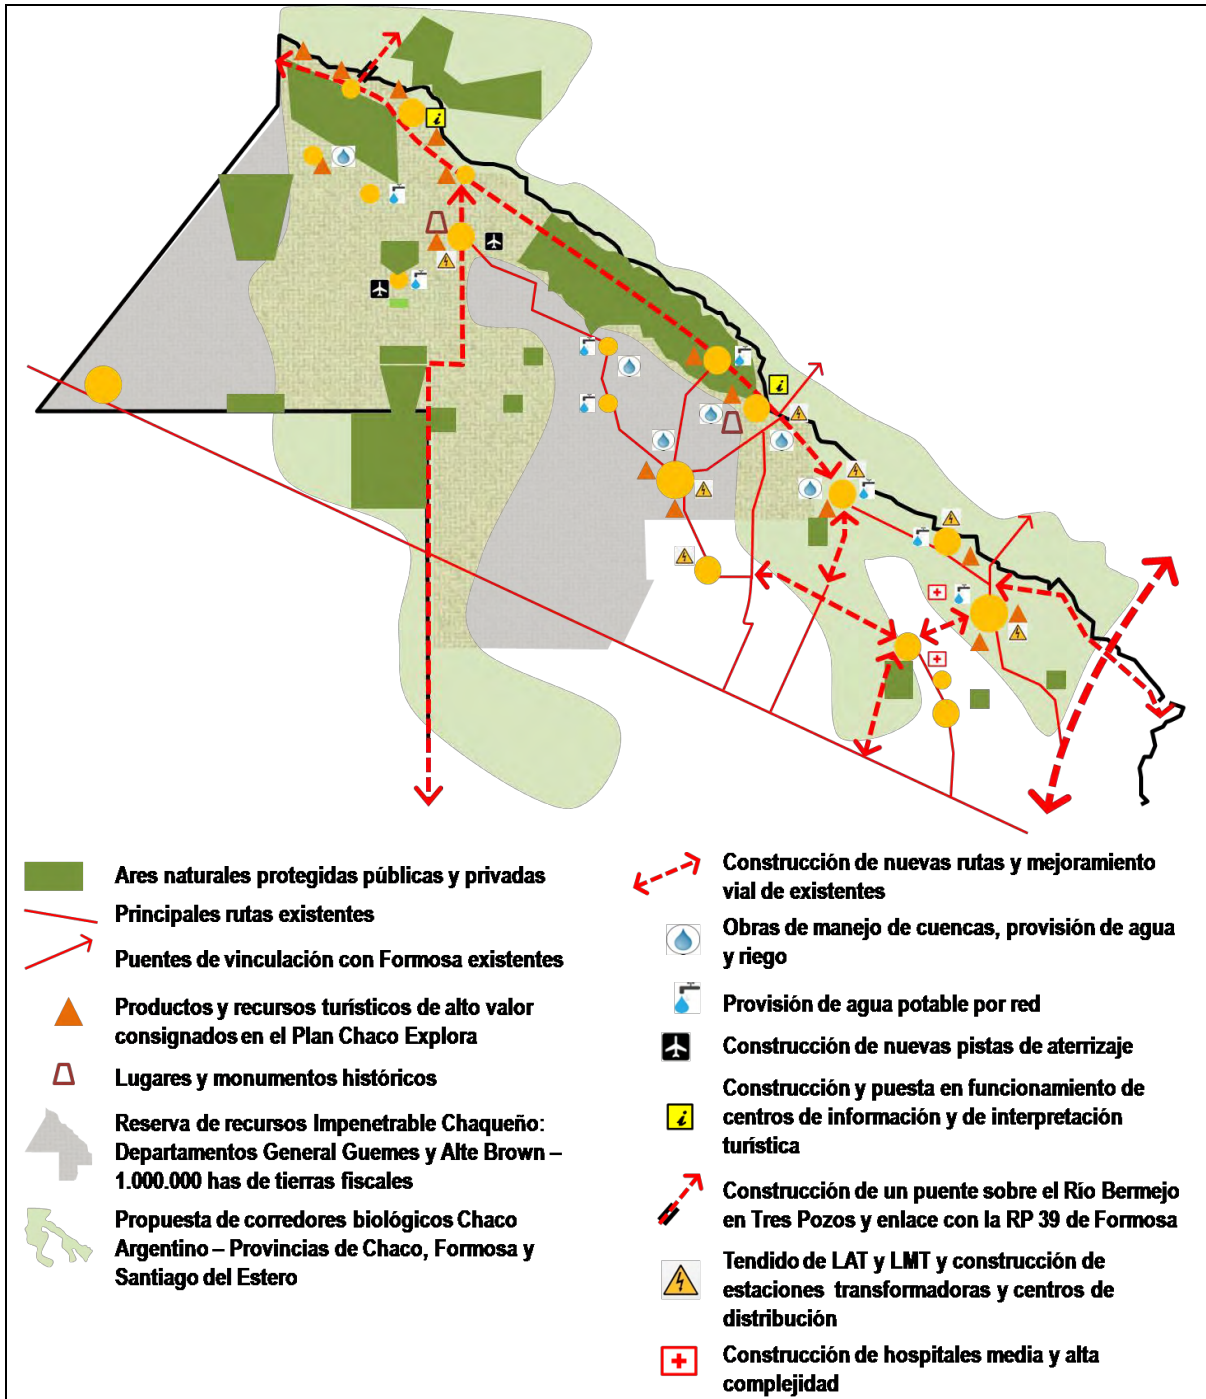 Ares naturales protegidas públicas y privadas
Principales rutas existentes
Puentes de vinculación con Formosa existentes
Productos y recursos turísticos de alto valor
consignados en el Plan Chaco Explora
Lugares y monumentos históricos
Reserva de recursos Impenetrable Chaqueño:
Departamentos General Guemes y Alte Brown –
1.000.000 has de tierras fiscales
Propuesta de corredores biológicos Chaco
Argentino – Provincias de Chaco, Formosa y
Santiago del Estero
Construcción de nuevas rutas y mejoramiento
vial de existentes
Obras de manejo de cuencas, provisión de agua
y riego
Provisión de agua potable por red
Construcción de nuevas pistas de aterrizaje
Construcción y puesta en funcionamiento de
centros de información y de interpretación
turística
Construcción de un puente sobre el Río Bermejo
en Tres Pozos y enlace con la RP 39 de Formosa
Tendido de LAT y LMT y construcción de
estaciones transformadoras y centros de
distribución
Construcción de hospitales media y alta
complejidad